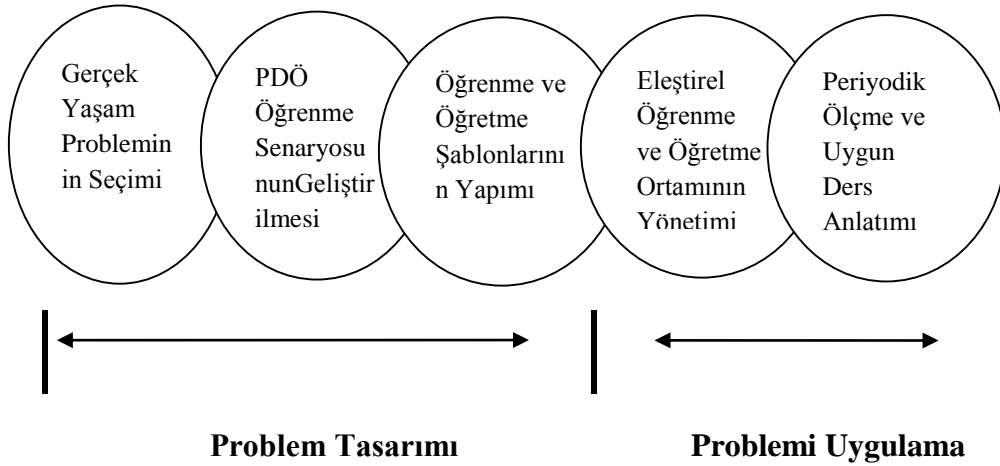 Gerçek
Yaşam
Problemin
in Seçimi
PDÖ
Öğrenme
Senaryosu
nunGeliştir
ilmesi
Öğrenme ve
Öğretme
Şablonlarını
n Yapımı
Eleştirel
Öğrenme
ve Öğretme
Ortamının
Yönetimi
Periyodik
Ölçme ve
Uygun
Ders
Anlatımı
Problem Tasarımı
Problemi Uygulama